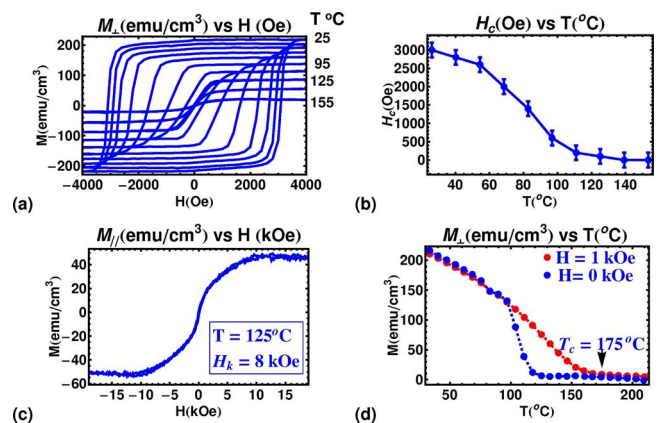 M⊥(emu/cm³) vs H (Oe)
T °C
25
95
125
155
200
100
0
−100
−200
M(emu/cm³)
−4000 −2000 0 2000 4000
H(Oe)
(a)
Hc(Oe) vs T(°C)
3000
2500
2000
1500
1000
500
0
Hc(Oe)
40 60 80 100 120 140
T(°C)
(b)
M//(emu/cm³) vs H (kOe)
60
40
20
0
−20
−40
−60
M(emu/cm³)
T = 125°C
Hk = 8 kOe
−15 −10 −5 0 5 10 15
H(kOe)
(c)
M⊥(emu/cm³) vs T(°C)
H = 1 kOe
H= 0 kOe
Tc = 175°C
200
150
100
50
0
M(emu/cm³)
50 100 150 200
T(°C)
(d)